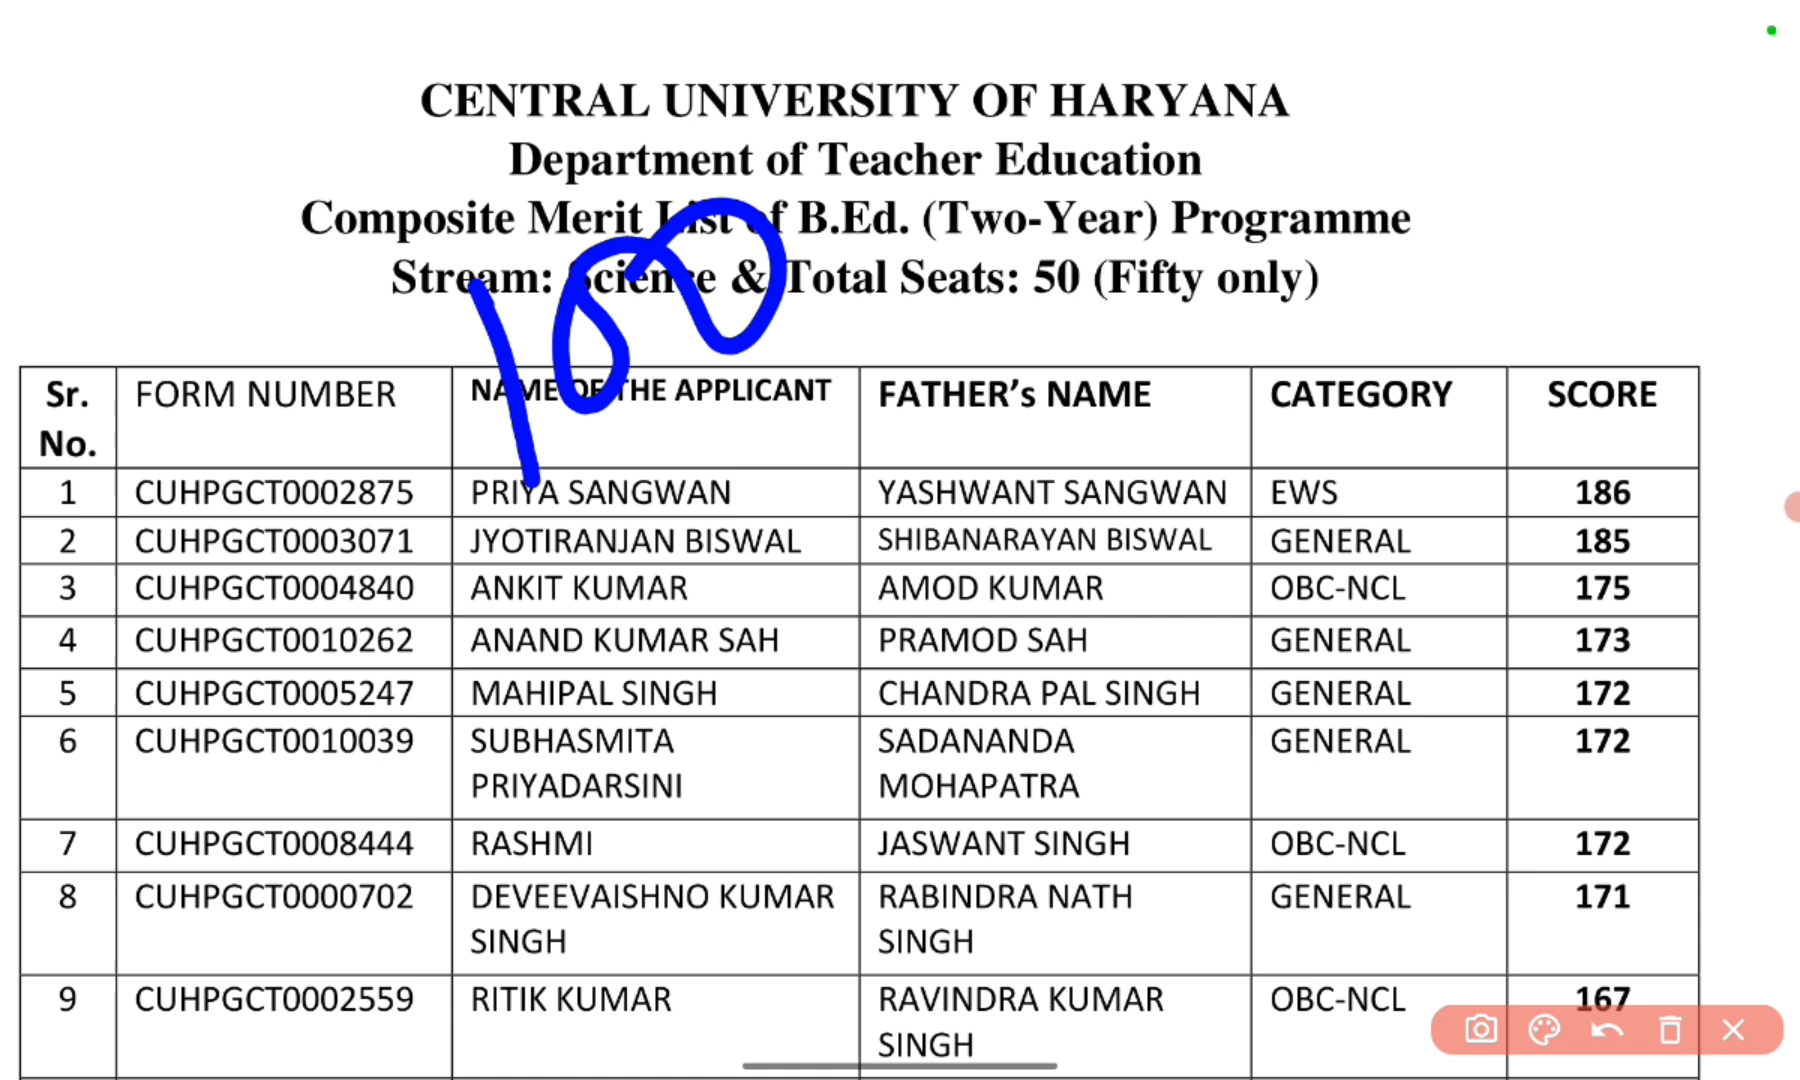 CENTRAL UNIVERSITY OF HARYANA
Department of Teacher Education
Composite Merit List of B.Ed. (Two-Year) Programme
Stream: Science & Total Seats: 50 (Fifty only)
100
Sr. No. FORM NUMBER NAME OF THE APPLICANT FATHER's NAME CATEGORY SCORE
1 CUHPGCT0002875 PRIYA SANGWAN YASHWANT SANGWAN EWS 186
2 CUHPGCT0003071 JYOTIRANJAN BISWAL SHIBANARAYAN BISWAL GENERAL 185
3 CUHPGCT0004840 ANKIT KUMAR AMOD KUMAR OBC-NCL 175
4 CUHPGCT0010262 ANAND KUMAR SAH PRAMOD SAH GENERAL 173
5 CUHPGCT0005247 MAHIPAL SINGH CHANDRA PAL SINGH GENERAL 172
6 CUHPGCT0010039 SUBHASMITA PRIYADARSINI SADANANDA MOHAPATRA GENERAL 172
7 CUHPGCT0008444 RASHMI JASWANT SINGH OBC-NCL 172
8 CUHPGCT0000702 DEVEEVAISHNO KUMAR SINGH RABINDRA NATH SINGH GENERAL 171
9 CUHPGCT0002559 RITIK KUMAR RAVINDRA KUMAR SINGH OBC-NCL 167